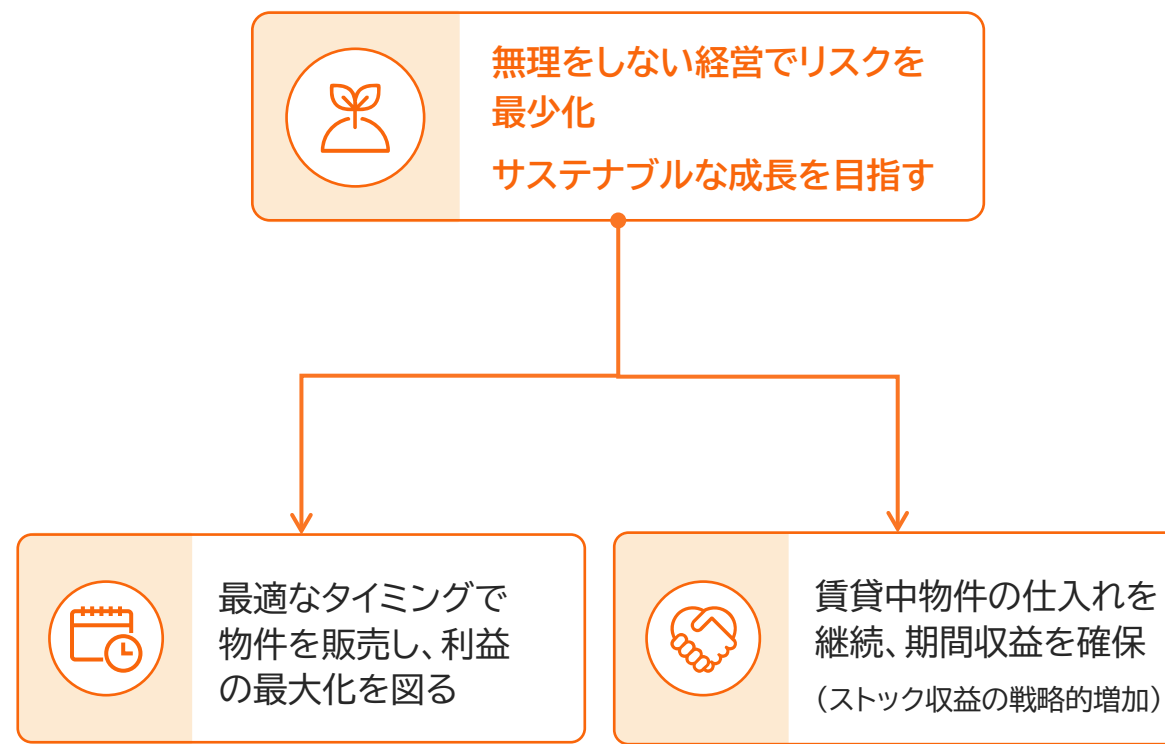 無理をしない経営でリスクを
最少化
サステナブルな成長を目指す
最適なタイミングで
物件を販売し、利益
の最大化を図る
賃貸中物件の仕入れを
継続、期間収益を確保
（ストック収益の戦略的増加）